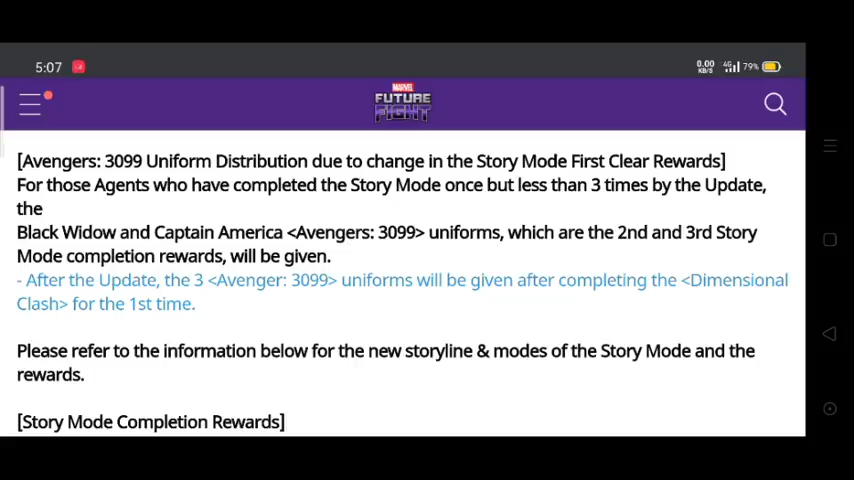 5:07
0.00 KB/S 4G 79%
MARVEL
FUTURE
FIGHT
[Avengers: 3099 Uniform Distribution due to change in the Story Mode First Clear Rewards]
For those Agents who have completed the Story Mode once but less than 3 times by the Update,
the
Black Widow and Captain America <Avengers: 3099> uniforms, which are the 2nd and 3rd Story
Mode completion rewards, will be given.
- After the Update, the 3 <Avenger: 3099> uniforms will be given after completing the <Dimensional
Clash> for the 1st time.
Please refer to the information below for the new storyline & modes of the Story Mode and the
rewards.
[Story Mode Completion Rewards]